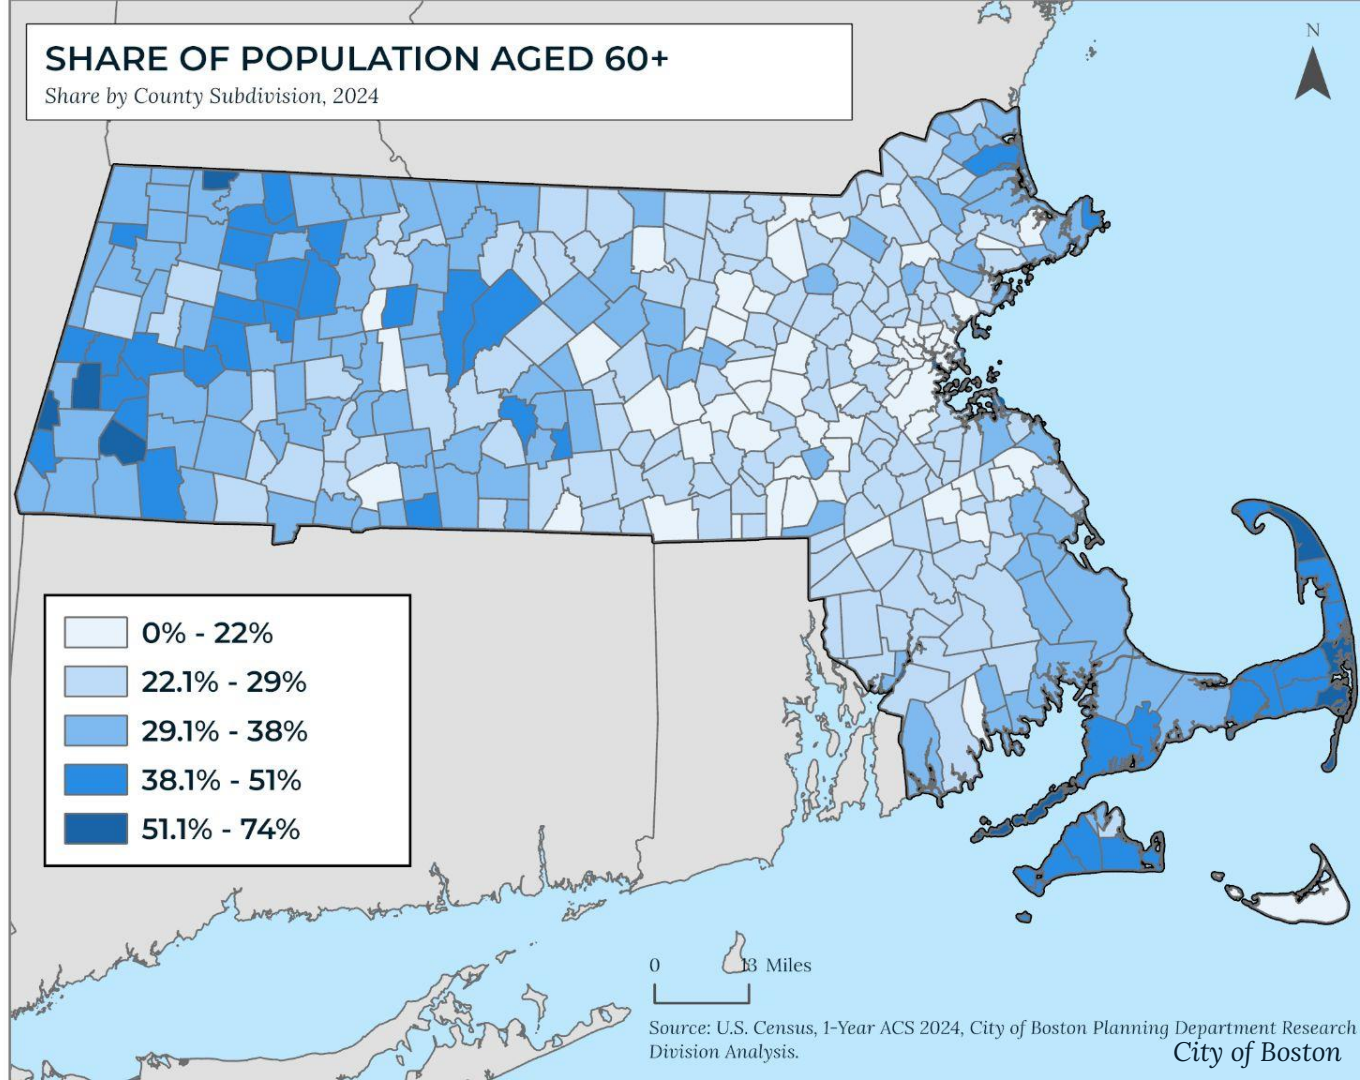 SHARE OF POPULATION AGED 60+
Share by County Subdivision, 2024
N
0% - 22%
22.1% - 29%
29.1% - 38%
38.1% - 51%
51.1% - 74%
0 13 Miles
Source: U.S. Census, 1-Year ACS 2024, City of Boston Planning Department Research
Division Analysis.
City of Boston